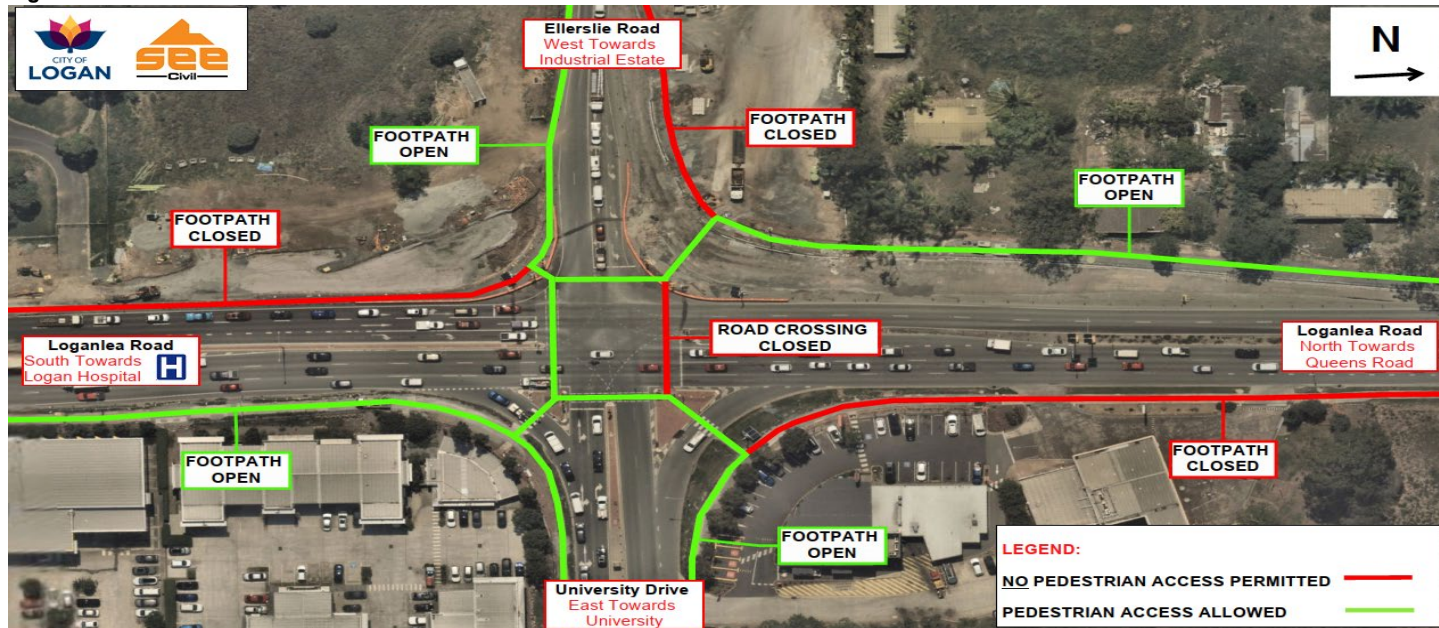 CITY OF
LOGAN
see
Civil
Ellerslie Road
West Towards
Industrial Estate
N
FOOTPATH
OPEN
FOOTPATH
CLOSED
FOOTPATH
OPEN
FOOTPATH
CLOSED
ROAD CROSSING
CLOSED
Loganlea Road
South Towards
Logan Hospital
H
Loganlea Road
North Towards
Queens Road
FOOTPATH
OPEN
FOOTPATH
CLOSED
FOOTPATH
OPEN
University Drive
East Towards
University
LEGEND:
NO PEDESTRIAN ACCESS PERMITTED
PEDESTRIAN ACCESS ALLOWED